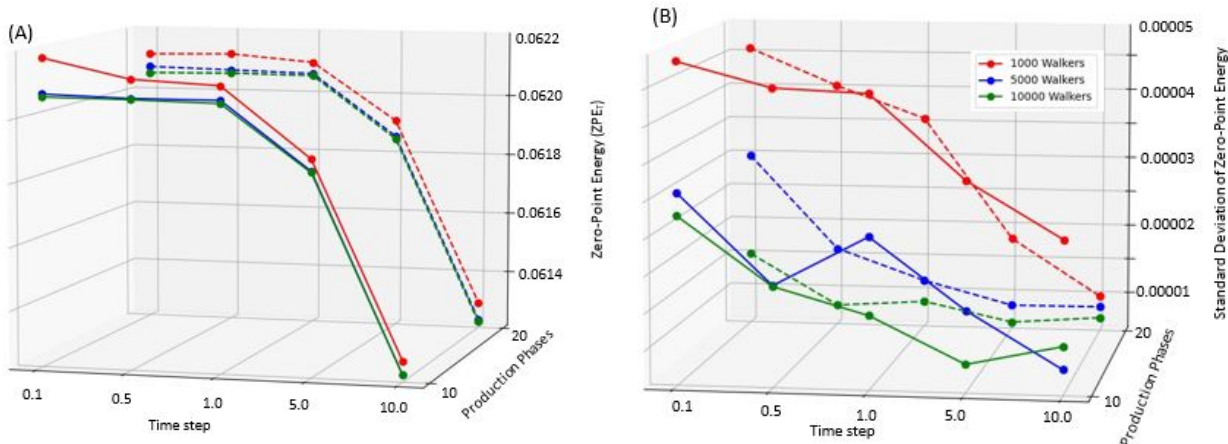 (A)
0.0622
0.0620
0.0618
0.0616
0.0614
Zero-Point Energy (ZPE_T)
20
10
Production Phases
0.1
0.5
1.0
5.0
10.0
Time step
(B)
1000 Walkers
5000 Walkers
10000 Walkers
0.00005
0.00004
0.00003
0.00002
0.00001
Standard Deviation of Zero-Point Energy
20
10
Production Phases
0.1
0.5
1.0
5.0
10.0
Time step